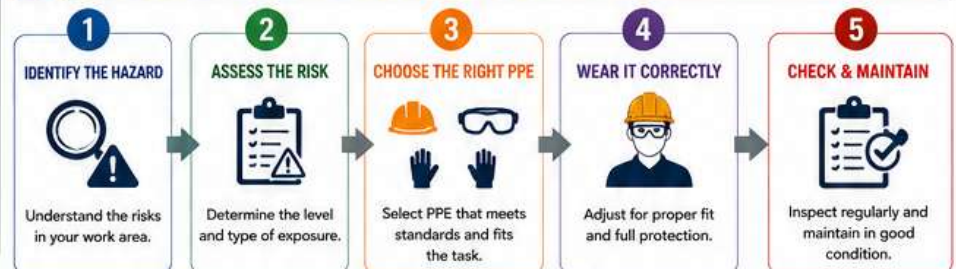 1
IDENTIFY THE HAZARD
Understand the risks
in your work area.
2
ASSESS THE RISK
Determine the level
and type of exposure.
3
CHOOSE THE RIGHT PPE
Select PPE that meets
standards and fits
the task.
4
WEAR IT CORRECTLY
Adjust for proper fit
and full protection.
5
CHECK & MAINTAIN
Inspect regularly and
maintain in good
condition.